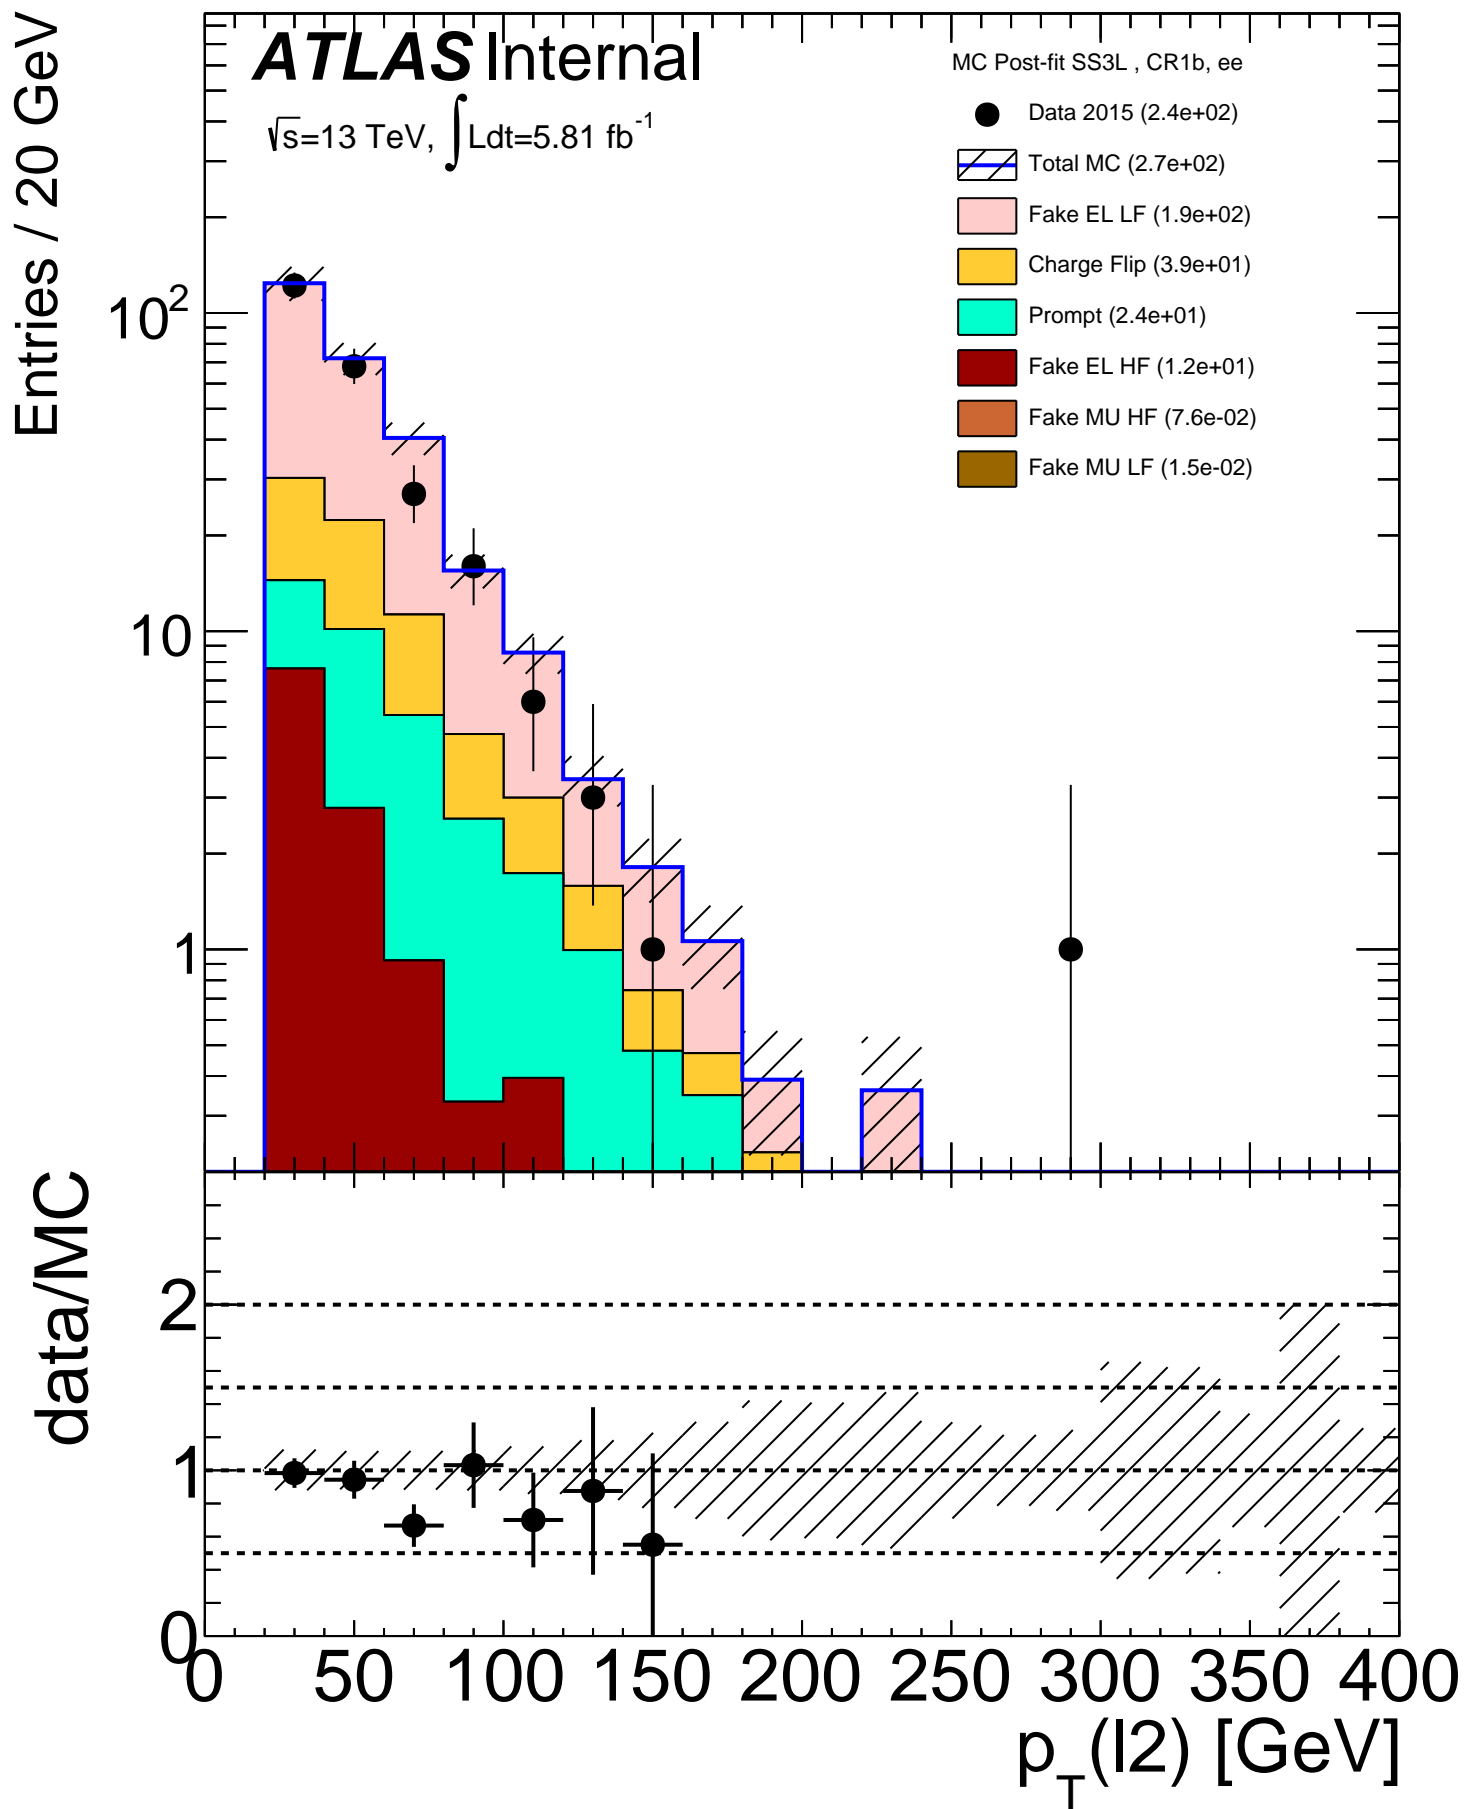 Entries / 20 GeV
ATLAS Internal
√s=13 TeV, ∫Ldt=5.81 fb⁻¹
MC Post-fit SS3L , CR1b, ee
Data 2015 (2.4e+02)
Total MC (2.7e+02)
Fake EL LF (1.9e+02)
Charge Flip (3.9e+01)
Prompt (2.4e+01)
Fake EL HF (1.2e+01)
Fake MU HF (7.6e-02)
Fake MU LF (1.5e-02)
10²
10
1
data/MC
2
1
0
0 50 100 150 200 250 300 350 400
p_T(l2) [GeV]